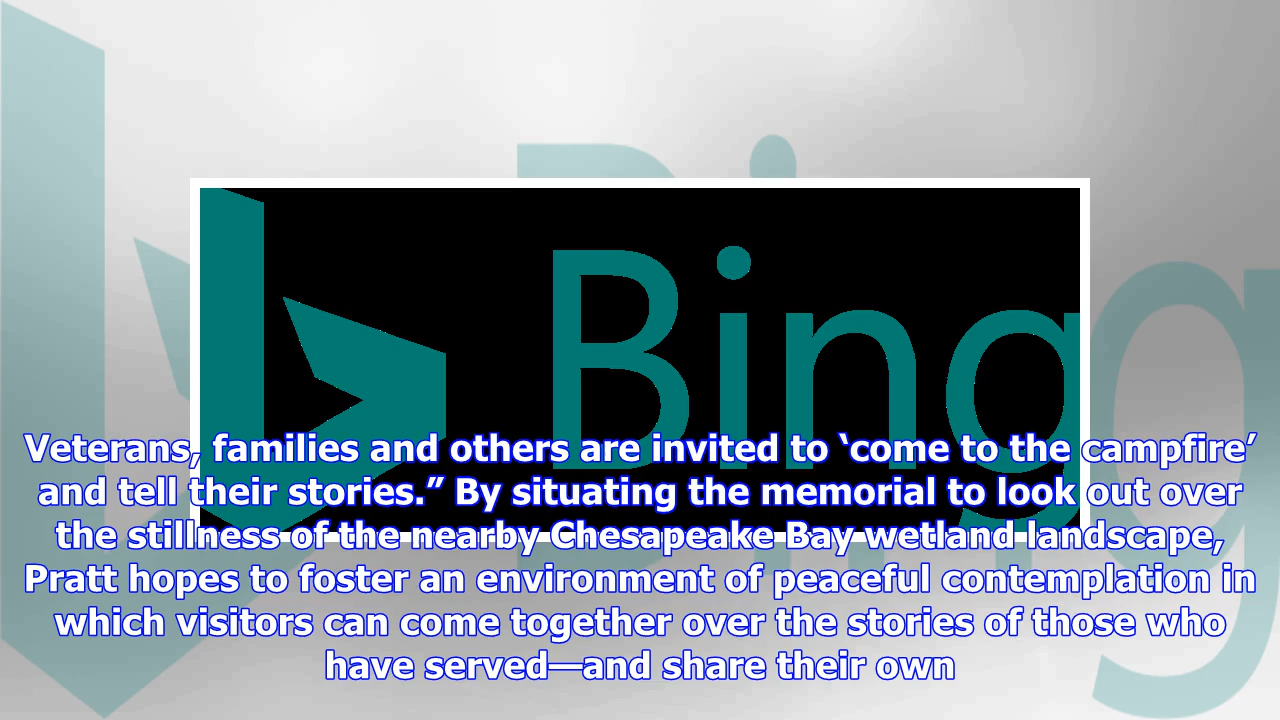 Bing
Veterans, families and others are invited to ‘come to the campfire’
and tell their stories.” By situating the memorial to look out over
the stillness of the nearby Chesapeake Bay wetland landscape,
Pratt hopes to foster an environment of peaceful contemplation in
which visitors can come together over the stories of those who
have served—and share their own